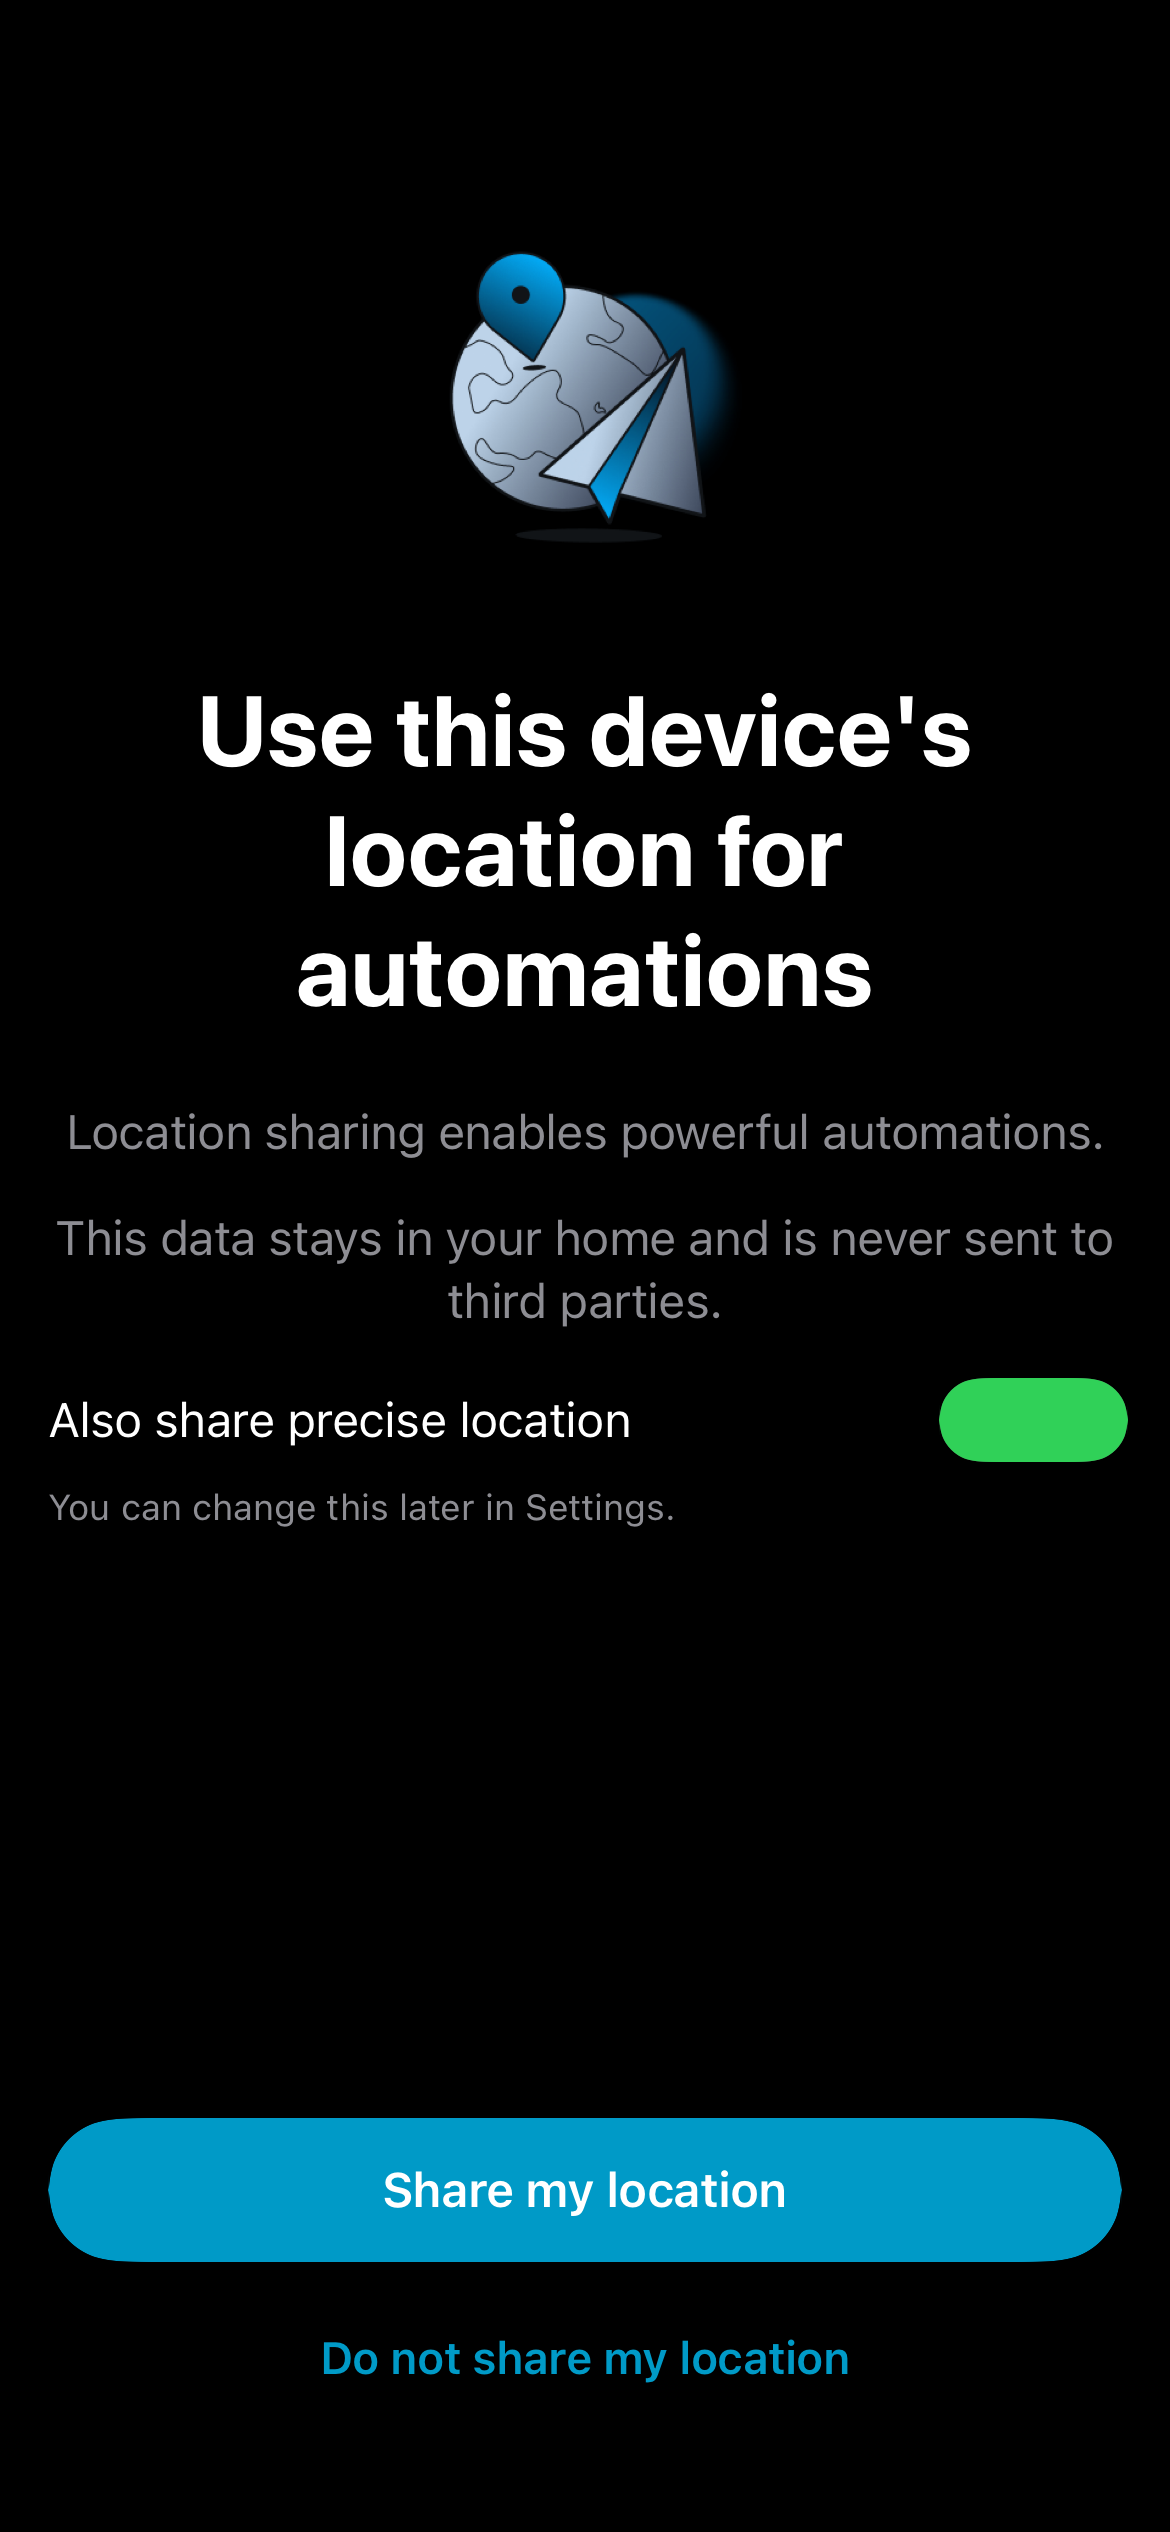 Use this device's
location for
automations
Location sharing enables powerful automations.
This data stays in your home and is never sent to
third parties.
Also share precise location
You can change this later in Settings.
Share my location
Do not share my location